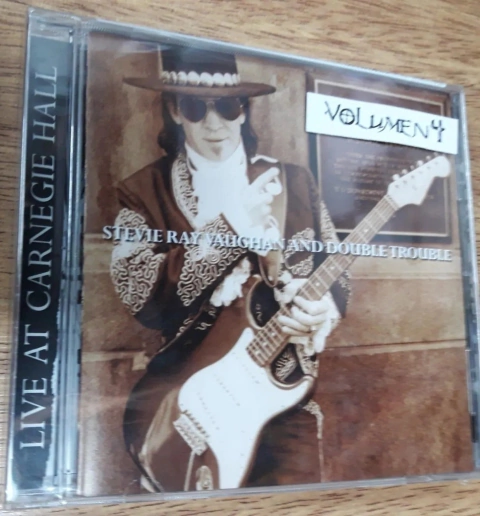 LIVE AT CARNEGIE HALL
VOLUMEN 4
STEVIE RAY VAUGHAN AND DOUBLE TROUBLE